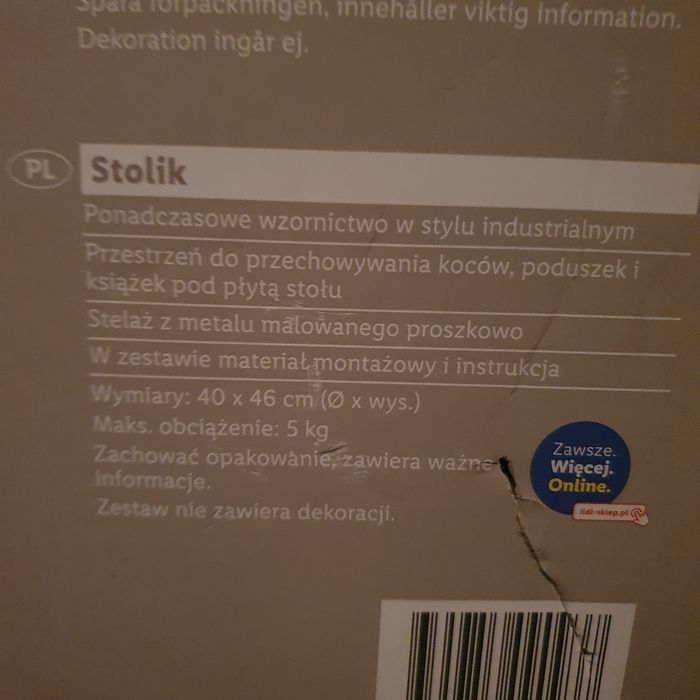 Spara förpackningen, innehåller viktig information.
Dekoration ingår ej.
PL
Stolik
Ponadczasowe wzornictwo w stylu industrialnym
Przestrzeń do przechowywania koców, poduszek i
książek pod płytą stołu
Stelaż z metalu malowanego proszkowo
W zestawie materiał montażowy i instrukcja
Wymiary: 40 x 46 cm (Ø x wys.)
Maks. obciążenie: 5 kg
Zachować opakowanie, zawiera ważne
informacje.
Zestaw nie zawiera dekoracji.
Zawsze.
Więcej.
Online.
lidl-sklep.pl